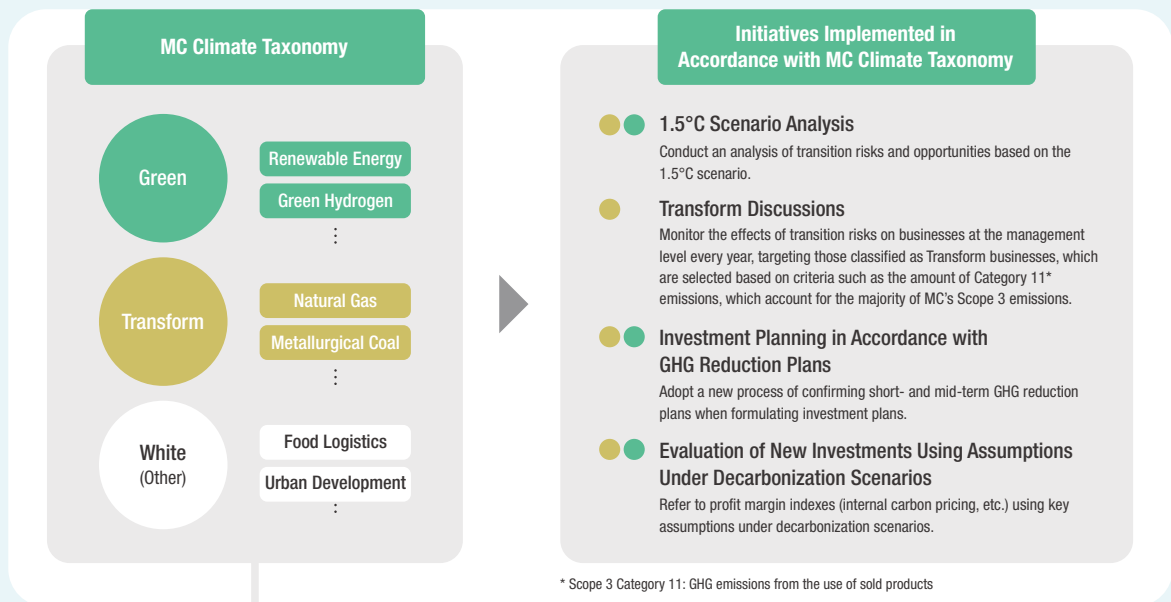 MC Climate Taxonomy
Green
Renewable Energy
Green Hydrogen
⋮
Transform
Natural Gas
Metallurgical Coal
⋮
White
(Other)
Food Logistics
Urban Development
:
Initiatives Implemented in
Accordance with MC Climate Taxonomy
1.5°C Scenario Analysis
Conduct an analysis of transition risks and opportunities based on the
1.5°C scenario.
Transform Discussions
Monitor the effects of transition risks on businesses at the management
level every year, targeting those classified as Transform businesses, which
are selected based on criteria such as the amount of Category 11*
emissions, which account for the majority of MC’s Scope 3 emissions.
Investment Planning in Accordance with
GHG Reduction Plans
Adopt a new process of confirming short- and mid-term GHG reduction
plans when formulating investment plans.
Evaluation of New Investments Using Assumptions
Under Decarbonization Scenarios
Refer to profit margin indexes (internal carbon pricing, etc.) using key
assumptions under decarbonization scenarios.
* Scope 3 Category 11: GHG emissions from the use of sold products